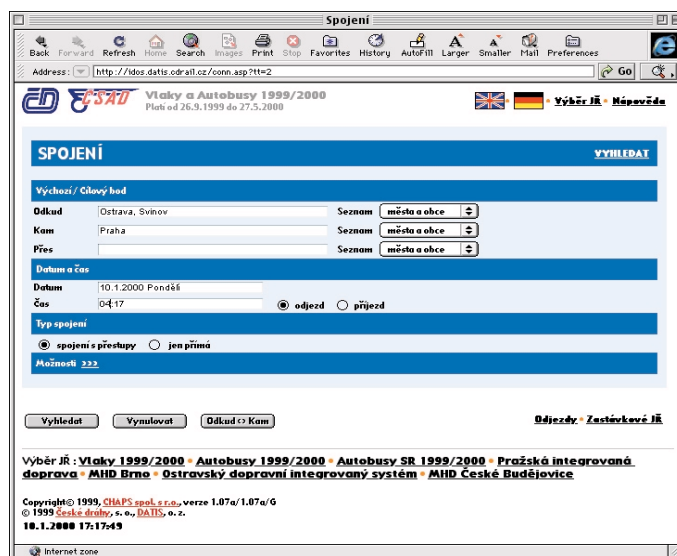 Spojení
Back Forward Refresh Home Search Images Print Stop Favorites History AutoFill Larger Smaller Mail Preferences
Address: http://idos.datis.cdrail.cz/conn.asp?tt=2 Go
ČD ČSAD Vlaky a Autobusy 1999/2000
Platí od 26.9.1999 do 27.5.2000
Výběr JŘ • Nápověda
SPOJENÍ VYHLEDAT
Výchozí / Cílový bod
Odkud Ostrava, Svinov Seznam města a obce
Kam Praha Seznam města a obce
Přes Seznam města a obce
Datum a čas
Datum 10.1.2000 Pondělí
Čas 04:17 odjezd příjezd
Typ spojení
spojení s přestupy jen přímá
Možnosti >>>
Vyhledat Vynulovat Odkud <> Kam Odjezdy • Zastávkové JŘ
Výběr JŘ : Vlaky 1999/2000 • Autobusy 1999/2000 • Autobusy SR 1999/2000 • Pražská integrovaná
doprava • MHD Brno • Ostravský dopravní integrovaný systém • MHD České Budějovice
Copyright© 1999, CHAPS spol. s r.o., verze 1.07a/1.07a/G
© 1999 České dráhy, s. o., DATIS, o. z.
10.1.2000 17:17:49
Internet zone